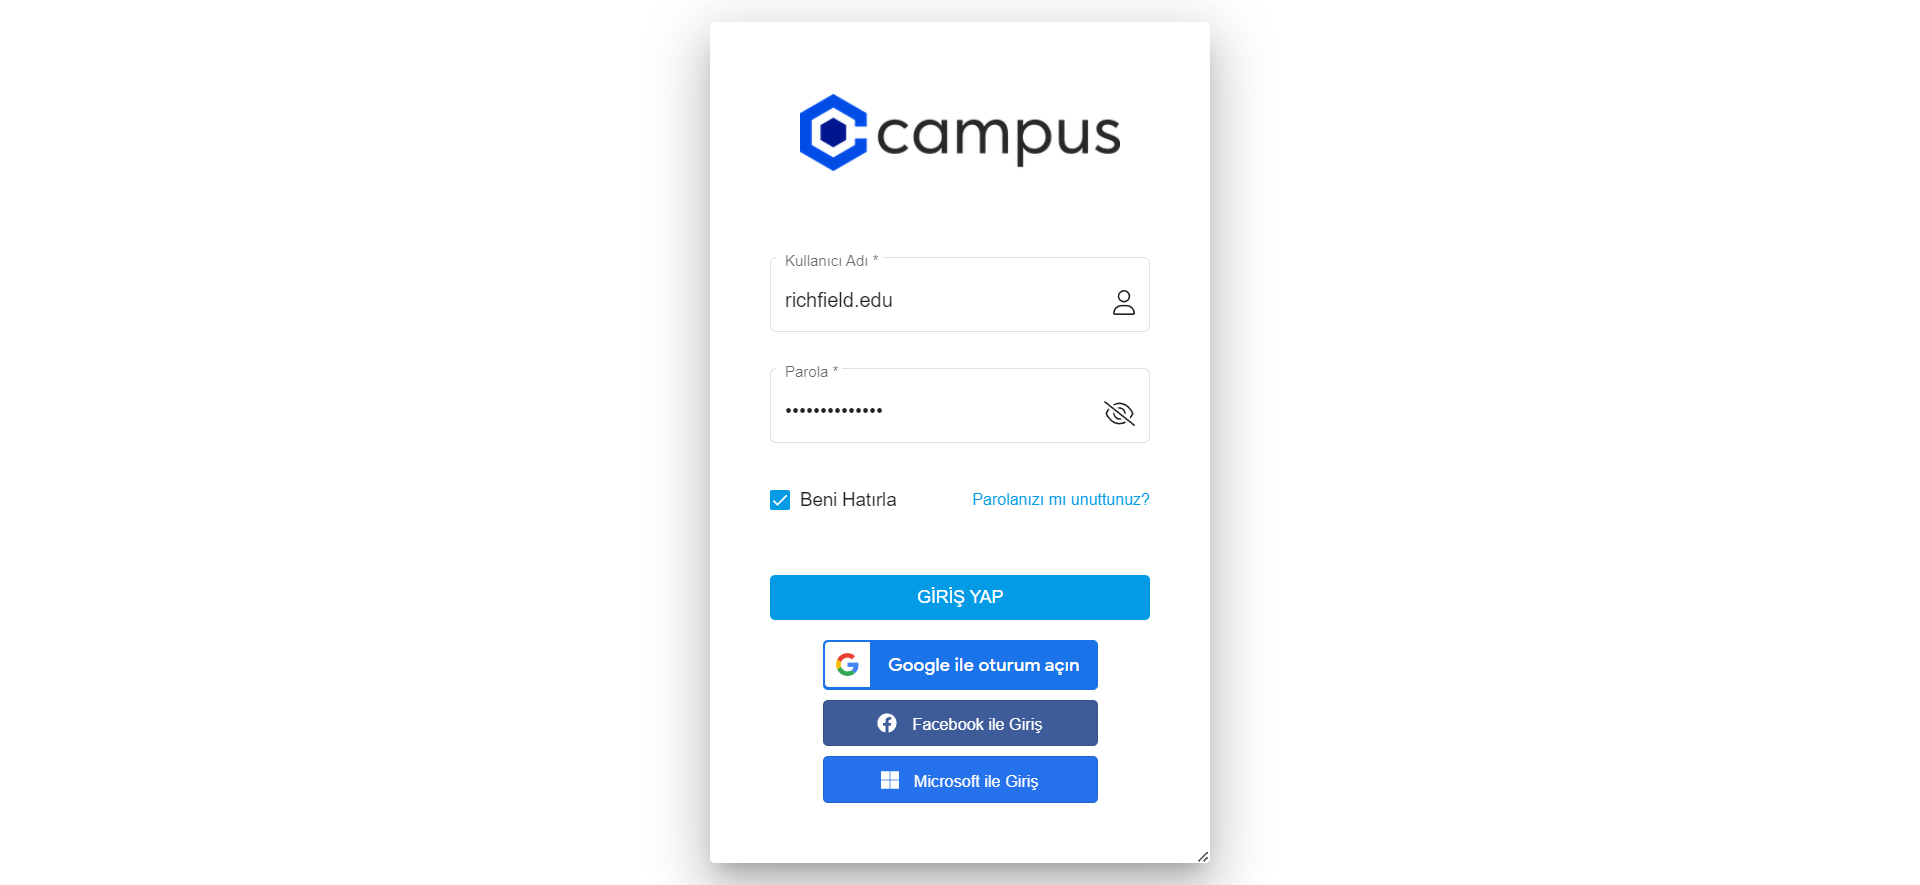 campus
Kullanıcı Adı *
richfield.edu
Parola *
••••••••••••••
Beni Hatırla
Parolanızı mı unuttunuz?
GİRİŞ YAP
Google ile oturum açın
Facebook ile Giriş
Microsoft ile Giriş